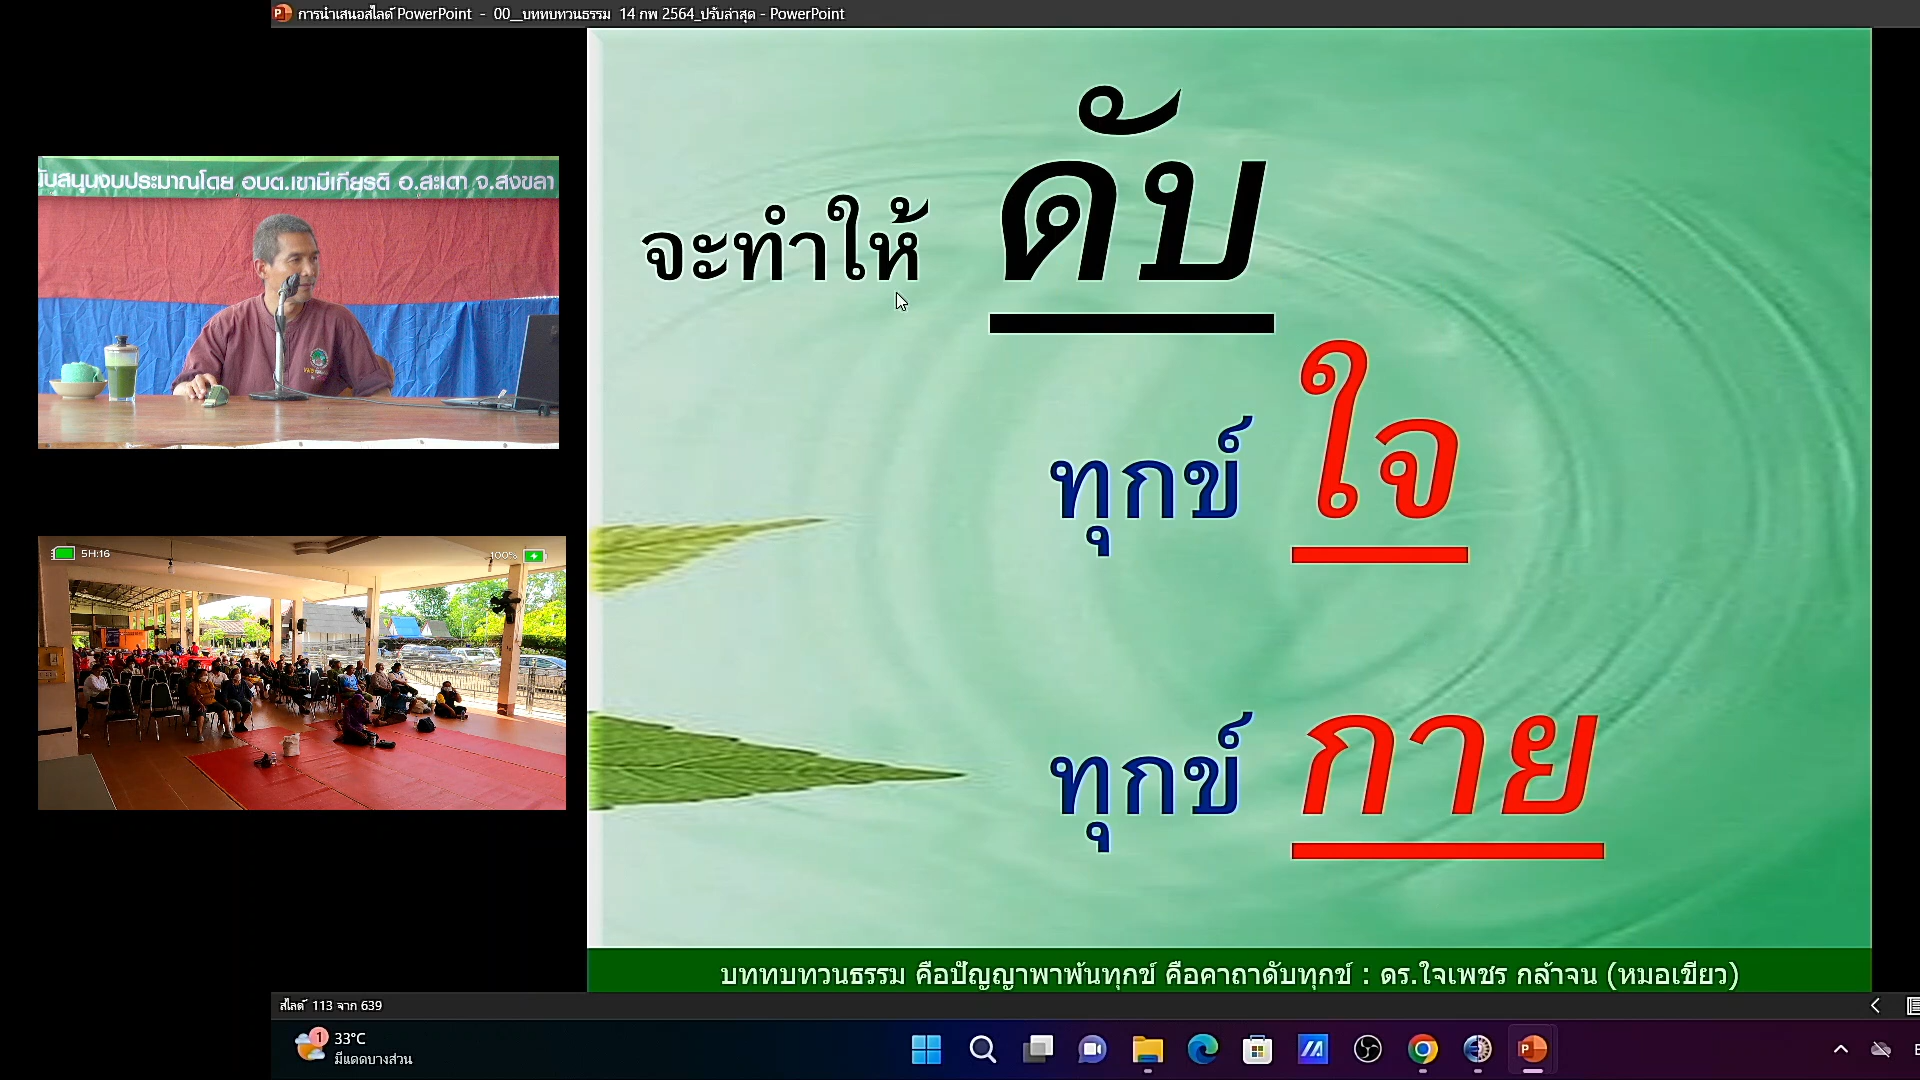 การนำเสนอสไลด์ PowerPoint - 00__บททบทวนธรรม 14 กพ 2564_ปรับล่าสุด - PowerPoint
สนุนงบประมาณโดย อบต.เขามีเกียรติ อ.สะเดา จ.สงขลา
5H:16
100%
จะทำให้ ดับ
ทุกข์ ใจ
ทุกข์ กาย
บททบทวนธรรม คือปัญญาพาพ้นทุกข์ คือคาถาดับทุกข์ : ดร.ใจเพชร กล้าจน (หมอเขียว)
สไลด์ 113 จาก 639
1
33°C
มีแดดบางส่วน